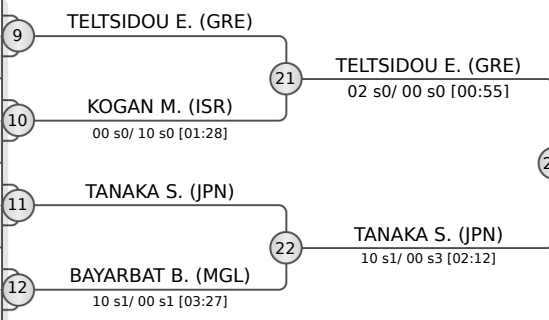 TELTSIDOU E. (GRE)
9
21
TELTSIDOU E. (GRE)
02 s0/ 00 s0 [00:55]
KOGAN M. (ISR)
10
00 s0/ 10 s0 [01:28]
TANAKA S. (JPN)
11
22
TANAKA S. (JPN)
10 s1/ 00 s3 [02:12]
BAYARBAT B. (MGL)
12
10 s1/ 00 s1 [03:27]